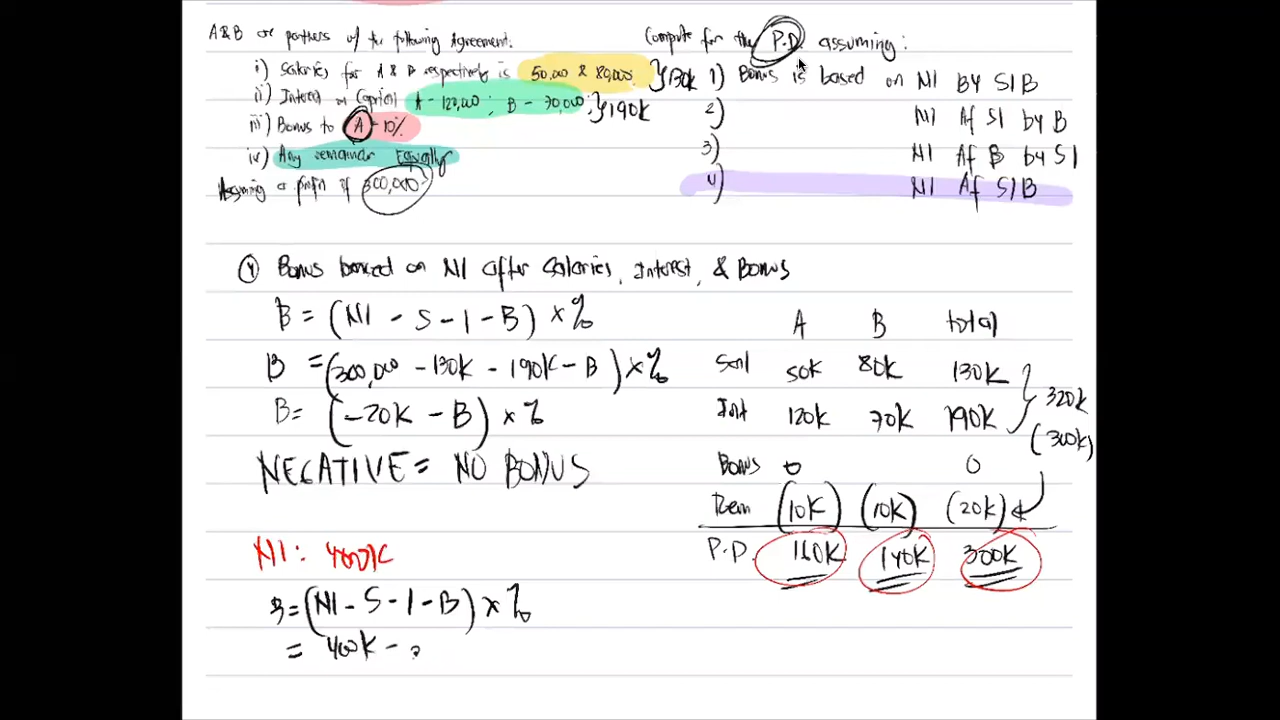 A&B are partners w/ the following Agreement.
i) Salaries for A & B respectively is 50,000 & 80,000. } 130K
ii) Interest on Capital A - 120,000 ; B - 70,000 } 190K
iii) Bonus to A - 10%
iv) Any remainder Equally
Assuming a profit of 300,000?
Compute for the P.D. assuming:
1) Bonus is based on NI BY SIB
2) NI Af SI by B
3) NI Af B by SI
4) NI Af SIB
④ Bonus based on NI after Salaries, Interest, & Bonus
B = (NI - S - I - B) x %
B = (300,000 - 130K - 190K - B) x %
B = (-20K - B) x %
NEGATIVE = NO BONUS
A B total
Sal 50K 80K 130K
Int 120K 70K 190K } 320K
(300K)
Bonus 0 0
Rem (10K) (10K) (20K)
P.D. 160K 140K 300K
NI: 400K
B = (NI - S - I - B) x %
= 400K -